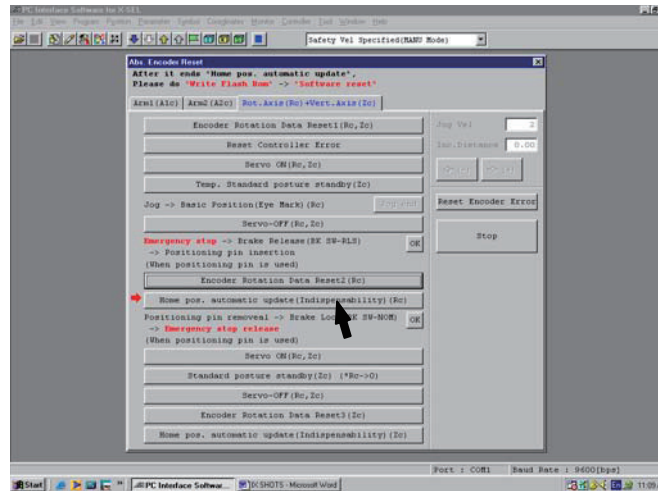 PC Interface Software for X-SEL
File Edit View Program Position Parameter Symbol Coordinates Monitor Controller Tool Window Help
Safety Vel Specified(MANU Mode)
Abs. Encoder Reset
After it ends "Home pos. automatic update",
Please do "Write Flash Rom" -> "Software reset"
Arm1(A1c) Arm2(A2c) Rot.Axis(Rc)+Vert.Axis(Zc)
Encoder Rotation Data Reset1(Rc,Zc)
Reset Controller Error
Servo ON(Rc,Zc)
Temp. Standard posture standby(Zc)
Jog -> Basic Position(Eye Mark)(Rc) Jog end
Servo-OFF(Rc,Zc)
Emergency stop -> Brake Release(BK SW-RLS)
-> Positioning pin insertion
(When positioning pin is used)
OK
Encoder Rotation Data Reset2(Rc)
Home pos. automatic update(Indispensability)(Rc)
Positioning pin removeal -> Brake Loc BK SW-NOM)
-> Emergency stop release
(When positioning pin is used)
OK
Servo ON(Rc,Zc)
Standard posture standby(Zc) (*Rc->0)
Servo-OFF(Rc,Zc)
Encoder Rotation Data Reset3(Zc)
Home pos. automatic update(Indispensability)(Zc)
Jog Vel 2
Inc.Distance 0.00
Reset Encoder Error
Stop
Port : COM1 Baud Rate : 9600[bps]
Start
PC Interface Softwar...
IX SHOTS - Microsoft Word
En
11:05